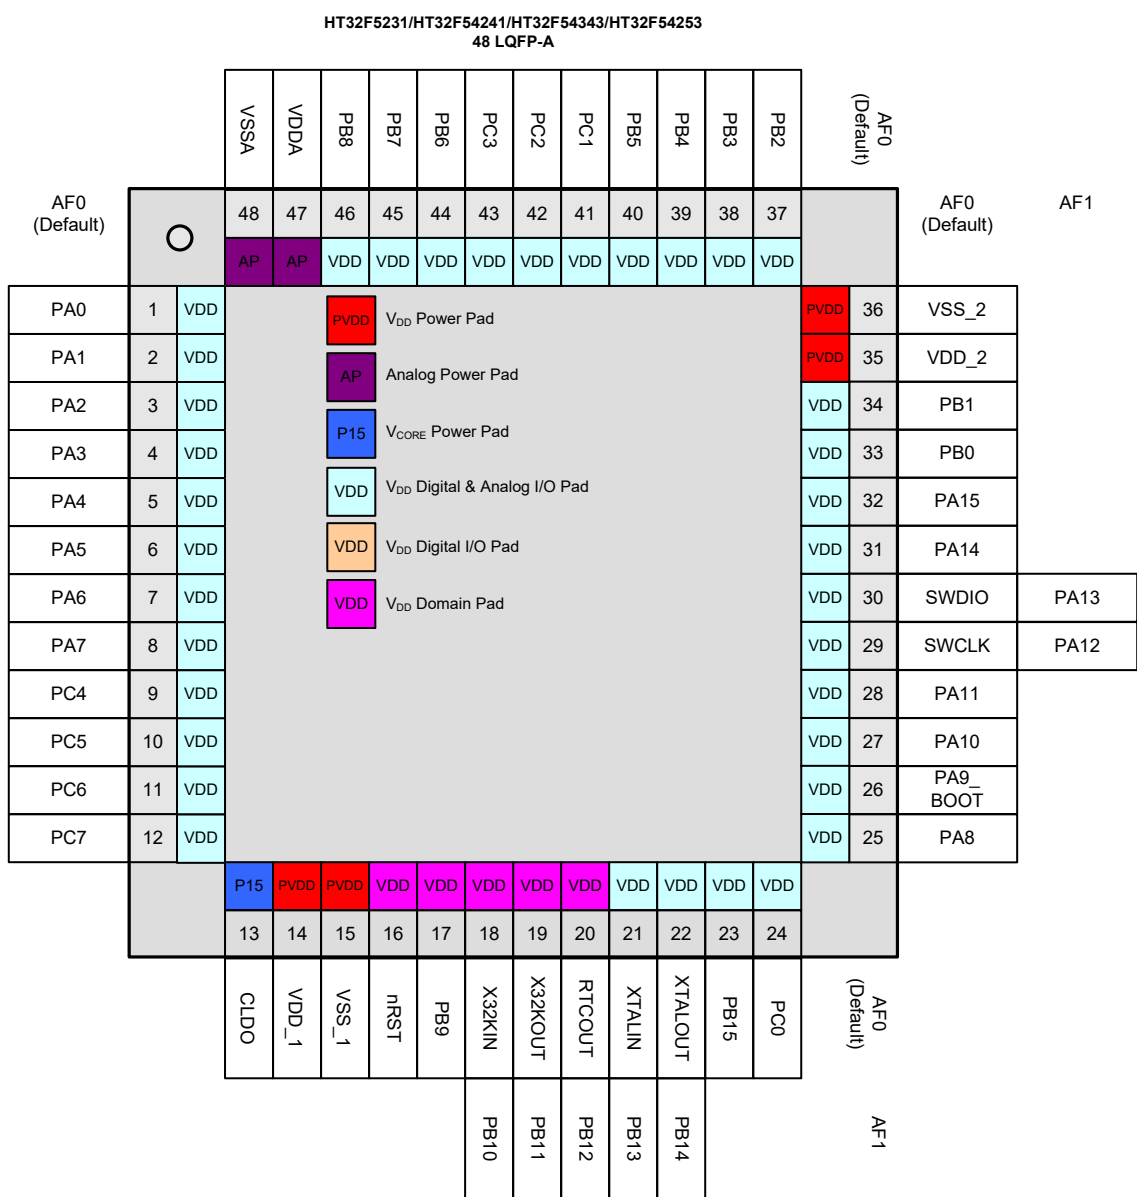 HT32F5231/HT32F54241/HT32F54343/HT32F54253
48 LQFP-A
VSSA VDDA PB8 PB7 PB6 PC3 PC2 PC1 PB5 PB4 PB3 PB2
AF0
(Default)
AF0
(Default)
48 47 46 45 44 43 42 41 40 39 38 37
AF0
(Default)
AF1
AP AP VDD VDD VDD VDD VDD VDD VDD VDD VDD VDD
PA0 1 VDD
PVDD VDD Power Pad
PVDD 36 VSS_2
PA1 2 VDD
AP Analog Power Pad
PVDD 35 VDD_2
PA2 3 VDD
P15 VCORE Power Pad
VDD 34 PB1
PA3 4 VDD
VDD 33 PB0
PA4 5 VDD
VDD VDD Digital & Analog I/O Pad
VDD 32 PA15
PA5 6 VDD
VDD VDD Digital I/O Pad
VDD 31 PA14
PA6 7 VDD
VDD VDD Domain Pad
VDD 30 SWDIO PA13
PA7 8 VDD
VDD 29 SWCLK PA12
PC4 9 VDD
VDD 28 PA11
PC5 10 VDD
VDD 27 PA10
PC6 11 VDD
VDD 26 PA9_
BOOT
PC7 12 VDD
VDD 25 PA8
P15 PVDD PVDD VDD VDD VDD VDD VDD VDD VDD VDD VDD
13 14 15 16 17 18 19 20 21 22 23 24
CLDO VDD_1 VSS_1 nRST PB9 X32KIN X32KOUT RTCOUT XTALIN XTALOUT PB15 PC0
AF0
(Default)
PB10 PB11 PB12 PB13 PB14
AF1